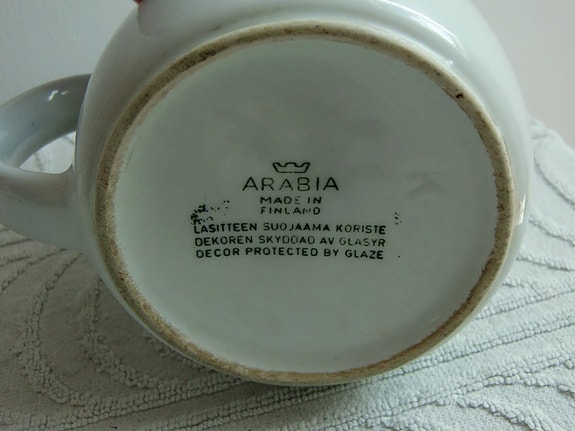 ARABIA
MADE IN
FINLAND
LASITTEEN SUOJAAMA KORISTE
DEKOREN SKYDDAD AV GLASYR
DECOR PROTECTED BY GLAZE